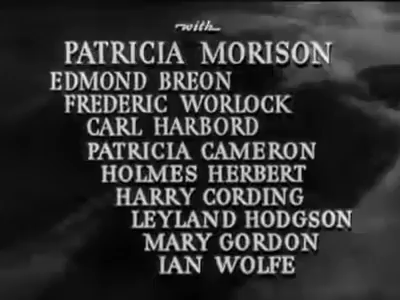 with
PATRICIA MORISON
EDMOND BREON
FREDERIC WORLOCK
CARL HARBORD
PATRICIA CAMERON
HOLMES HERBERT
HARRY CORDING
LEYLAND HODGSON
MARY GORDON
IAN WOLFE